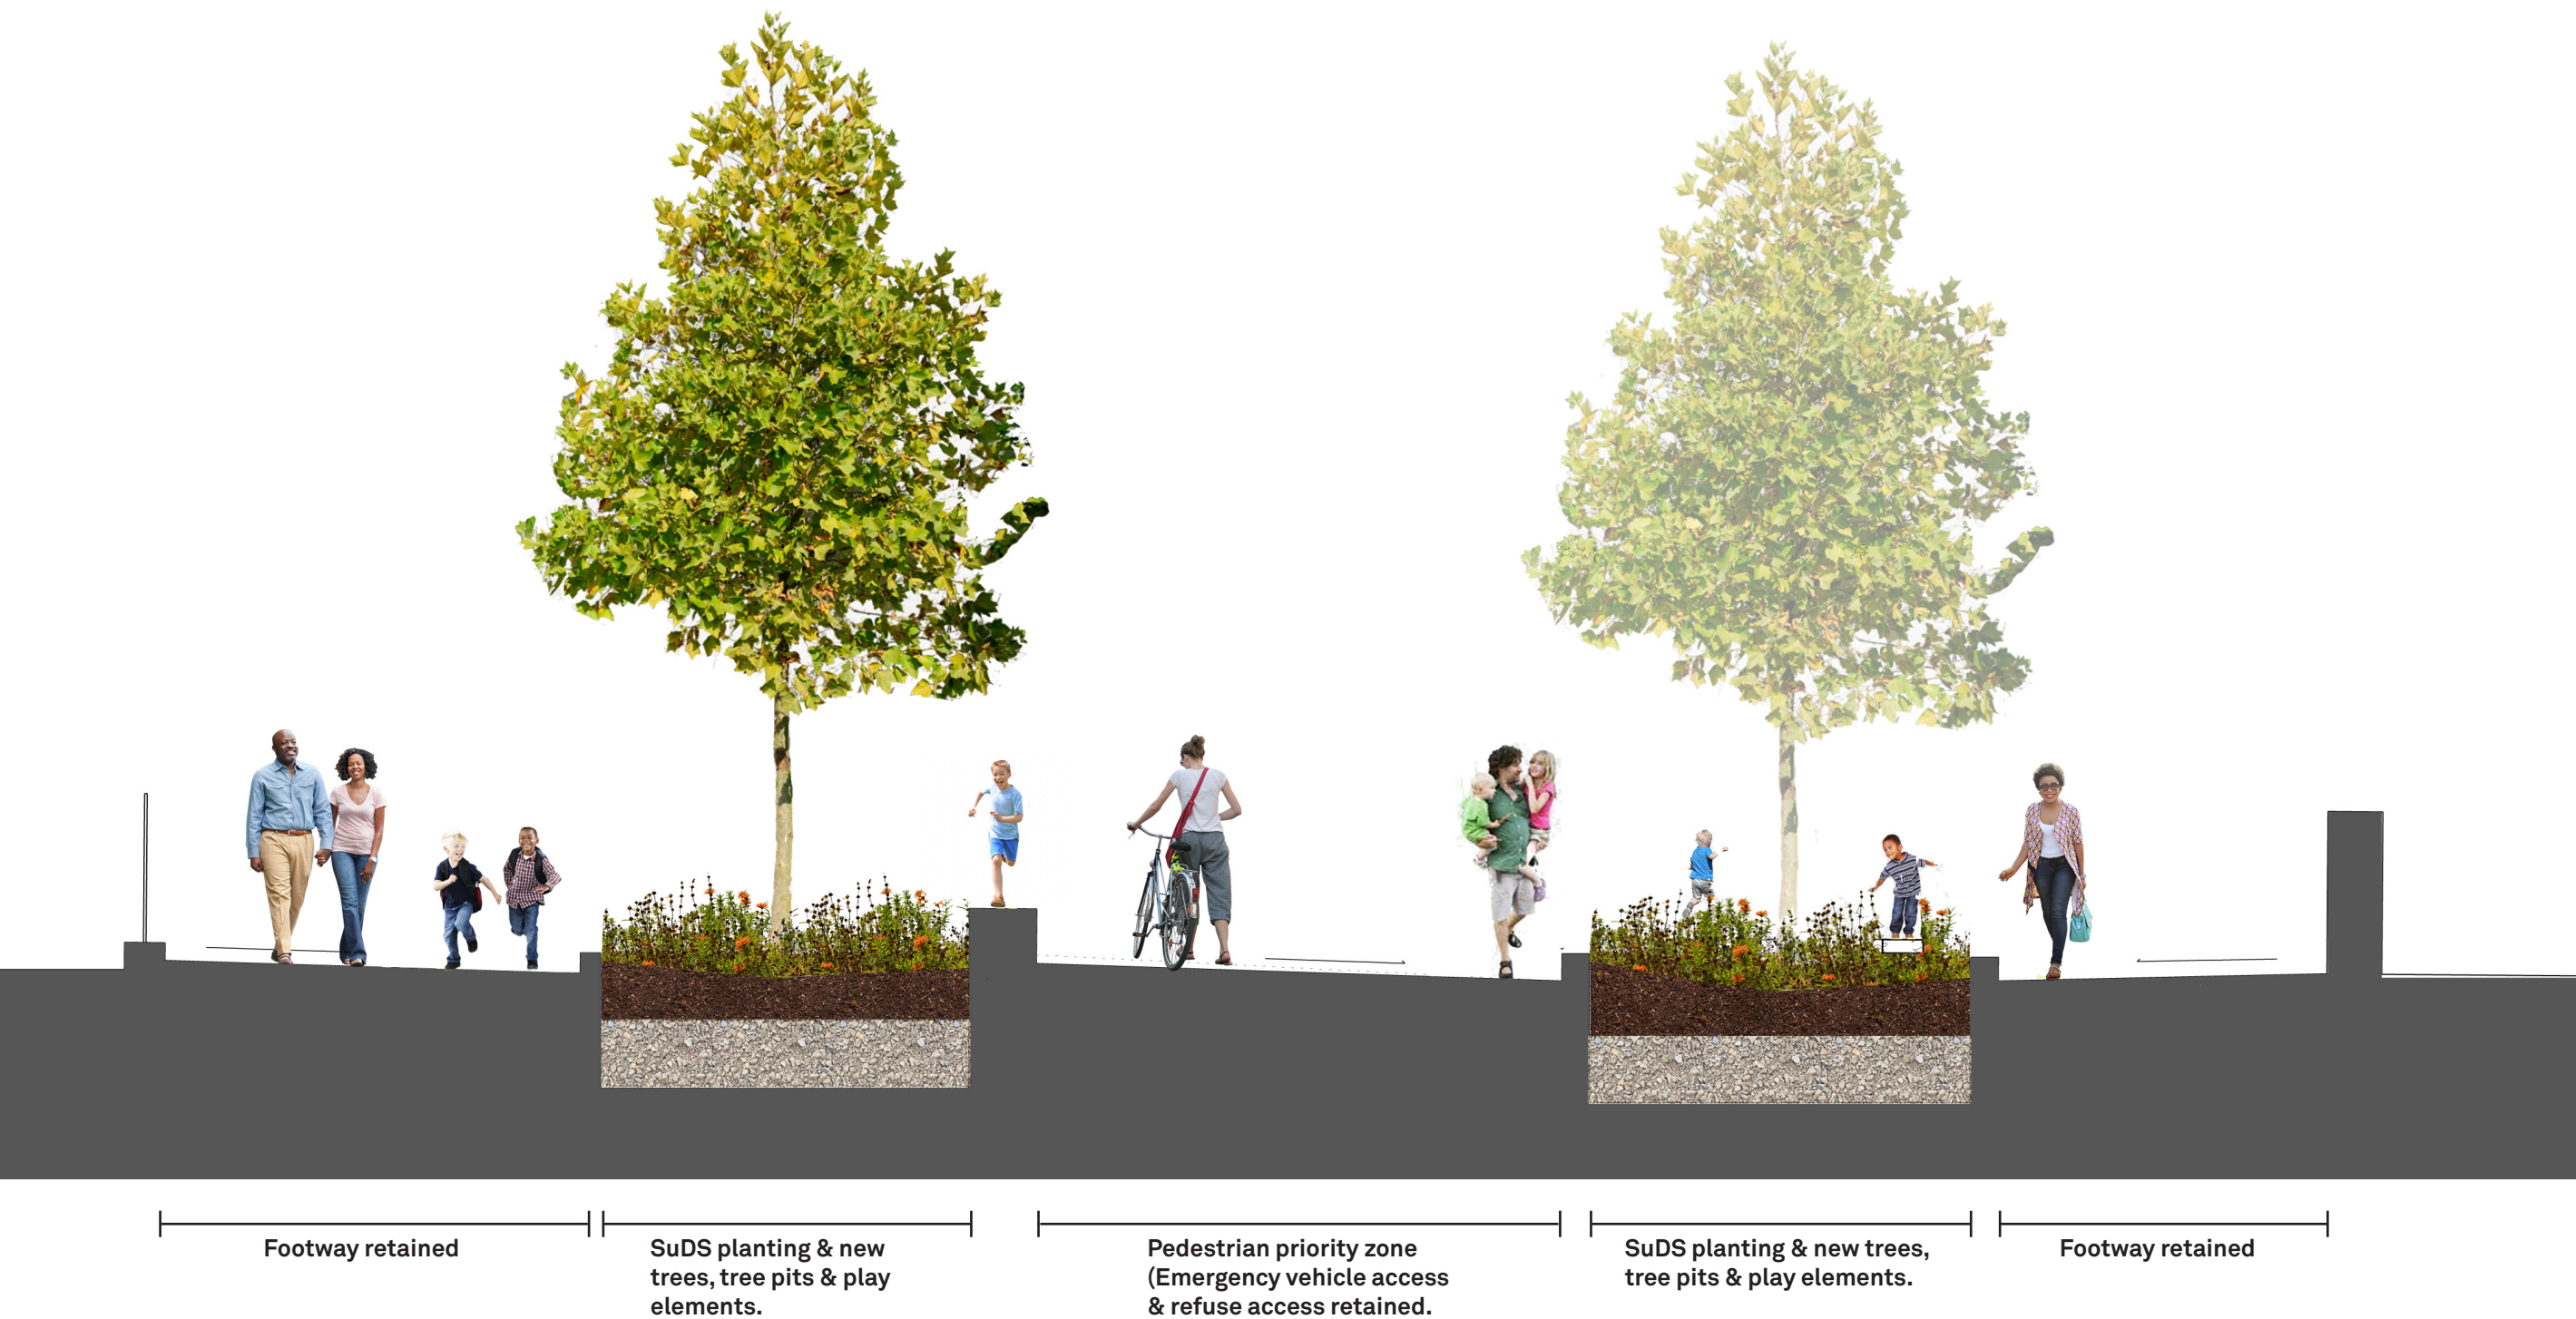 Footway retained
SuDS planting & new
trees, tree pits & play
elements.
Pedestrian priority zone
(Emergency vehicle access
& refuse access retained.
SuDS planting & new trees,
tree pits & play elements.
Footway retained